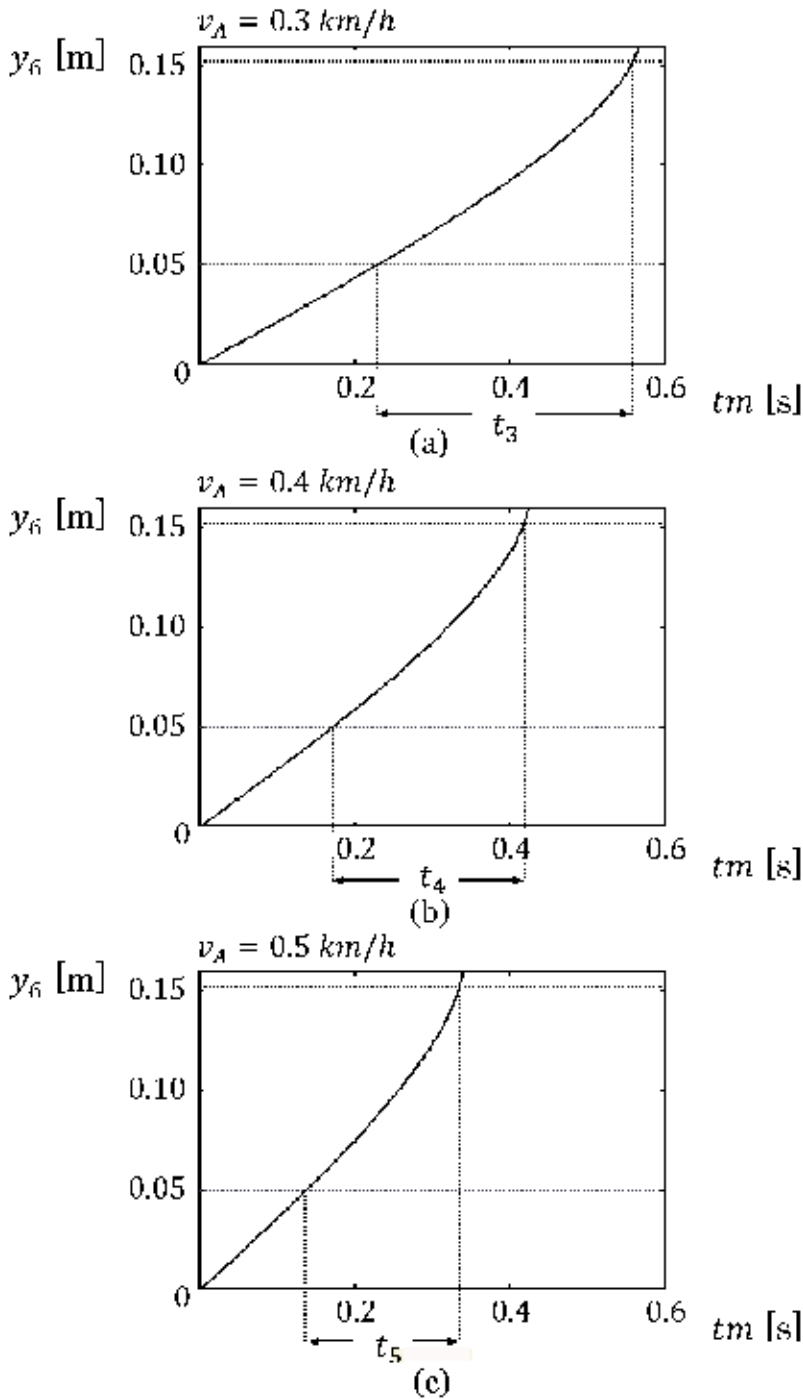 v_A = 0.3 km/h
y_6 [m]
0.15
0.10
0.05
0
0.2 0.4 0.6
tm [s]
t_3
(a)
v_A = 0.4 km/h
y_6 [m]
0.15
0.10
0.05
0
0.2 0.4 0.6
tm [s]
t_4
(b)
v_A = 0.5 km/h
y_6 [m]
0.15
0.10
0.05
0
0.2 0.4 0.6
tm [s]
t_5
(c)